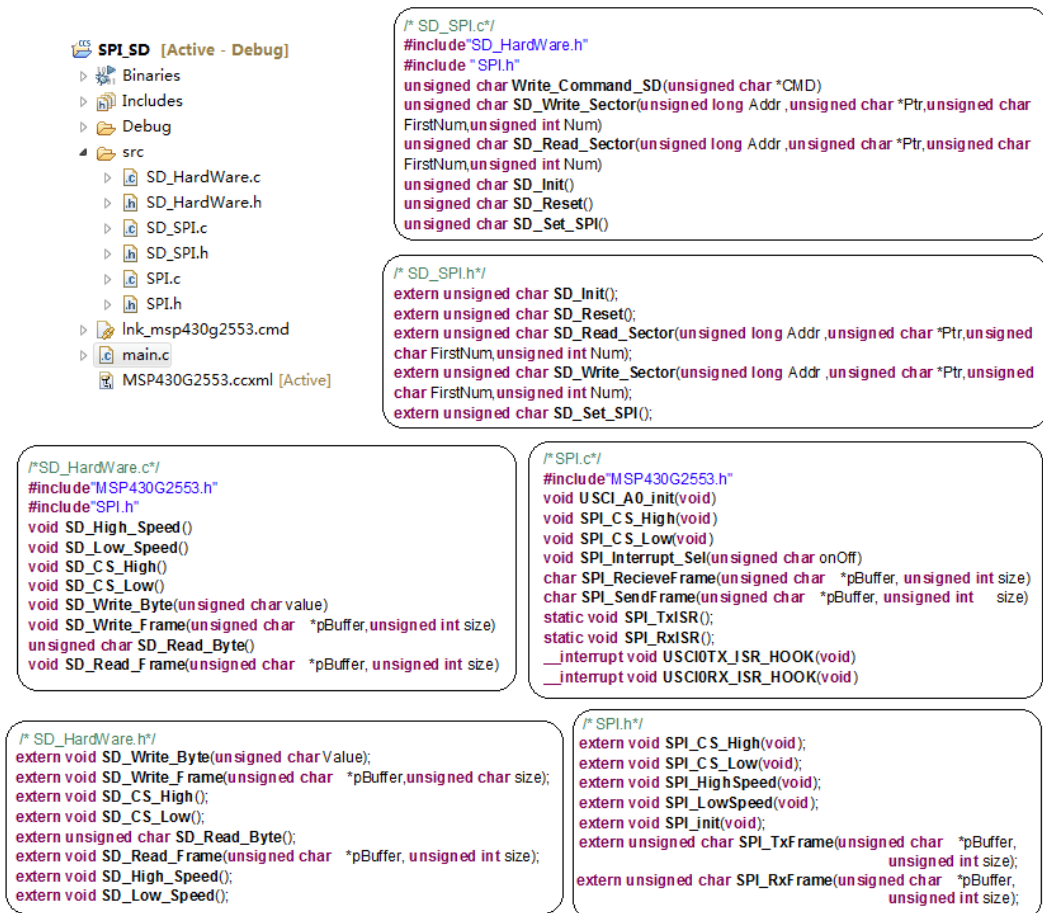 SPI_SD [Active - Debug]
Binaries
Includes
Debug
src
SD_HardWare.c
SD_HardWare.h
SD_SPI.c
SD_SPI.h
SPI.c
SPI.h
lnk_msp430g2553.cmd
main.c
MSP430G2553.ccxml [Active]
/* SD_SPI.c*/
#include"SD_HardWare.h"
#include "SPI.h"
unsigned char Write_Command_SD(unsigned char *CMD)
unsigned char SD_Write_Sector(unsigned long Addr ,unsigned char *Ptr,unsigned char
FirstNum,unsigned int Num)
unsigned char SD_Read_Sector(unsigned long Addr ,unsigned char *Ptr,unsigned char
FirstNum,unsigned int Num)
unsigned char SD_Init()
unsigned char SD_Reset()
unsigned char SD_Set_SPI()
/* SD_SPI.h*/
extern unsigned char SD_Init();
extern unsigned char SD_Reset();
extern unsigned char SD_Read_Sector(unsigned long Addr ,unsigned char *Ptr,unsigned
char FirstNum,unsigned int Num);
extern unsigned char SD_Write_Sector(unsigned long Addr ,unsigned char *Ptr,unsigned
char FirstNum,unsigned int Num);
extern unsigned char SD_Set_SPI();
/*SD_HardWare.c*/
#include"MSP430G2553.h"
#include"SPI.h"
void SD_High_Speed()
void SD_Low_Speed()
void SD_CS_High()
void SD_CS_Low()
void SD_Write_Byte(unsigned char value)
void SD_Write_Frame(unsigned char *pBuffer,unsigned int size)
unsigned char SD_Read_Byte()
void SD_Read_Frame(unsigned char *pBuffer, unsigned int size)
/*SPI.c*/
#include"MSP430G2553.h"
void USCI_A0_init(void)
void SPI_CS_High(void)
void SPI_CS_Low(void)
void SPI_Interrupt_Sel(unsigned char onOff)
char SPI_RecieveFrame(unsigned char *pBuffer, unsigned int size)
char SPI_SendFrame(unsigned char *pBuffer, unsigned int size)
static void SPI_TxISR();
static void SPI_RxISR();
__interrupt void USCI0TX_ISR_HOOK(void)
__interrupt void USCI0RX_ISR_HOOK(void)
/* SD_HardWare.h*/
extern void SD_Write_Byte(unsigned char Value);
extern void SD_Write_Frame(unsigned char *pBuffer,unsigned char size);
extern void SD_CS_High();
extern void SD_CS_Low();
extern unsigned char SD_Read_Byte();
extern void SD_Read_Frame(unsigned char *pBuffer, unsigned int size);
extern void SD_High_Speed();
extern void SD_Low_Speed();
/* SPI.h*/
extern void SPI_CS_High(void);
extern void SPI_CS_Low(void);
extern void SPI_HighSpeed(void);
extern void SPI_LowSpeed(void);
extern void SPI_init(void);
extern unsigned char SPI_TxFrame(unsigned char *pBuffer,
unsigned int size);
extern unsigned char SPI_RxFrame(unsigned char *pBuffer,
unsigned int size);